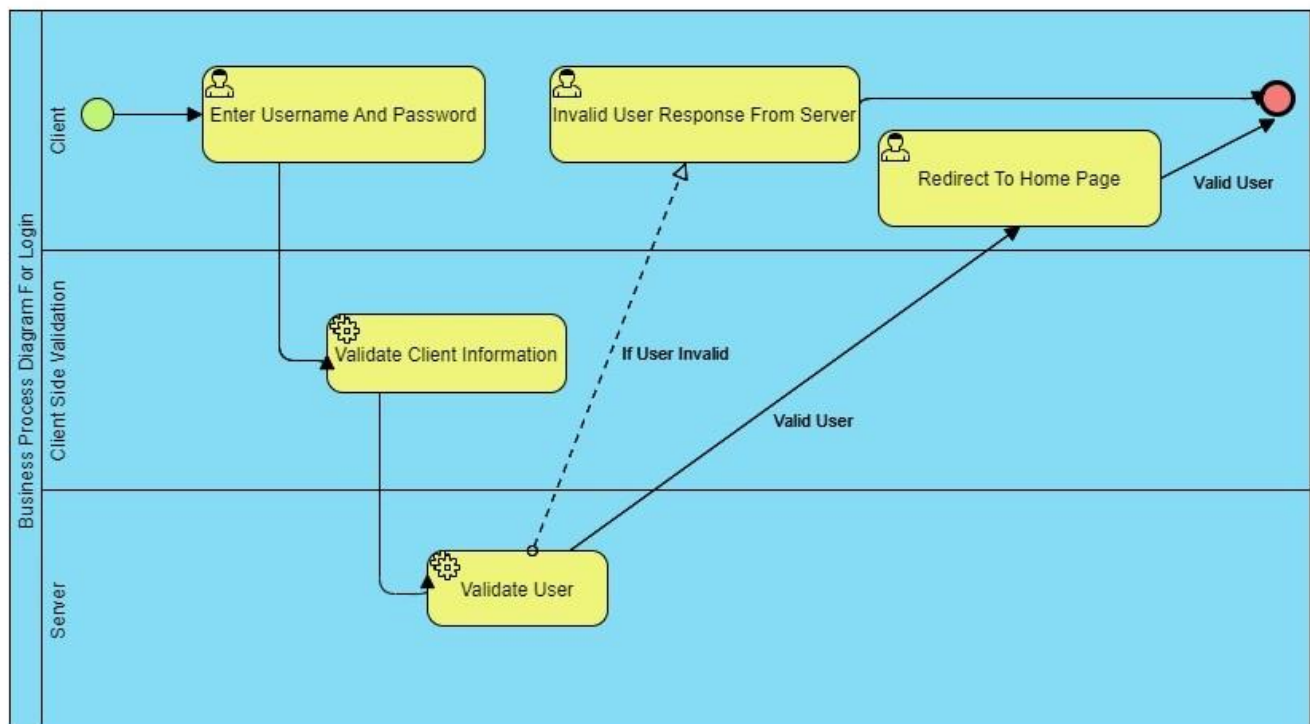 Business Process Diagram For Login
Client
Enter Username And Password
Invalid User Response From Server
Redirect To Home Page
Valid User
Client Side Validation
Validate Client Information
If User Invalid
Valid User
Server
Validate User